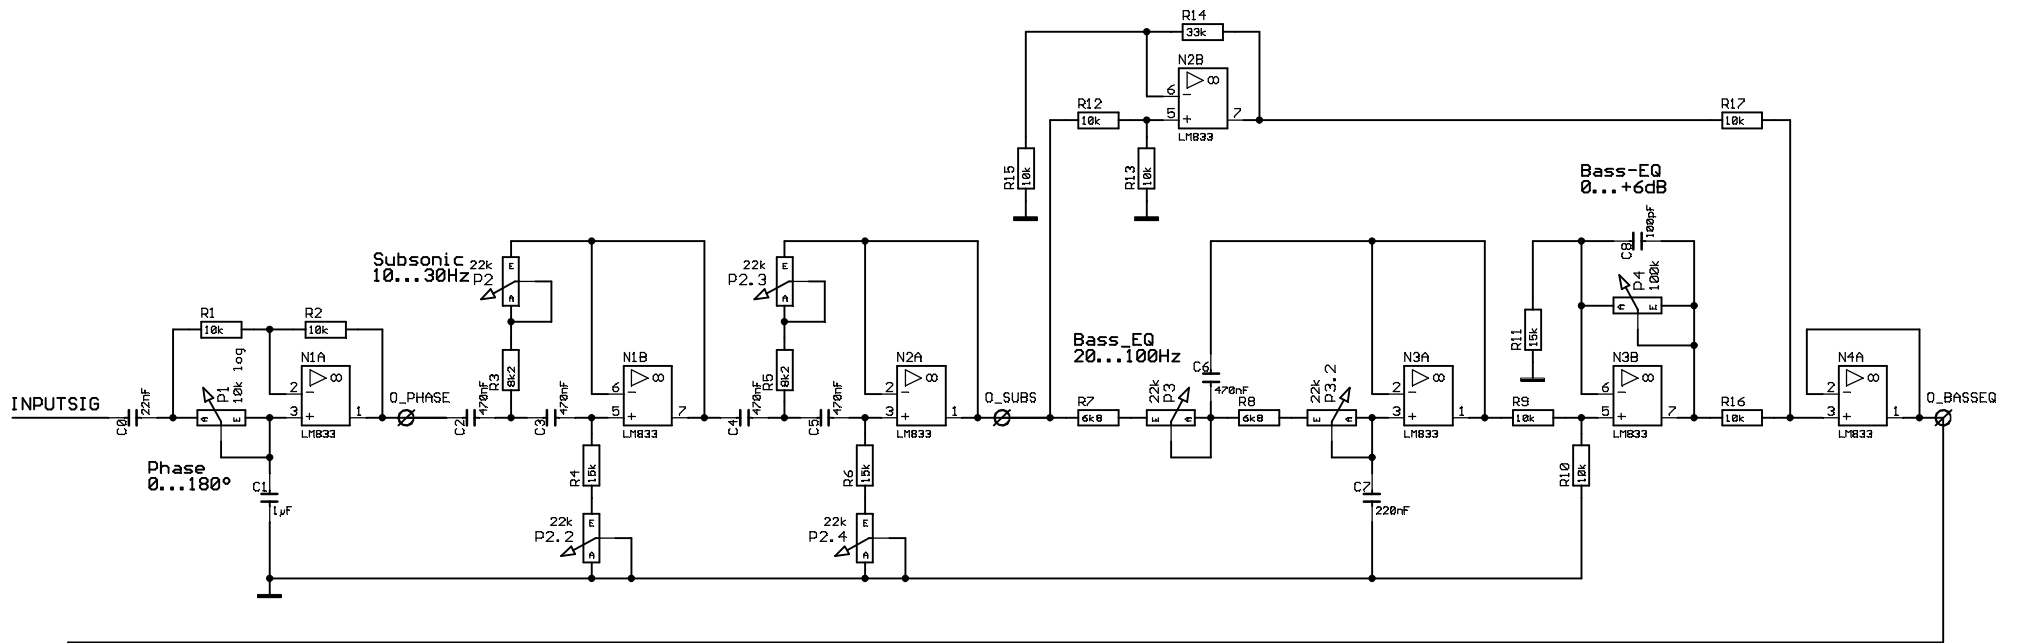 INPUTSIG
C0
22nF
R1
10k
R2
10k
P1
10k log
Phase
0...180°
C1
1µF
N1A
∞
2
3
1
LM833
O_PHASE
Subsonic
10...30Hz
22k
P2
E
A
C2
470nF
R3
8k2
C3
470nF
R4
15k
22k
P2.2
E
A
N1B
∞
6
5
7
LM833
22k
P2.3
E
A
C4
470nF
R5
8k2
C5
470nF
R6
15k
22k
P2.4
E
A
N2A
∞
2
3
1
LM833
O_SUBS
R14
33k
N2B
∞
6
5
7
LM833
R12
10k
R15
10k
R13
10k
R17
10k
Bass_EQ
20...100Hz
R7
6k8
22k
P3
E
A
C6
470nF
R8
6k8
22k
P3.2
E
A
C7
220nF
N3A
∞
2
3
1
LM833
R9
10k
R10
10k
Bass-EQ
0...+6dB
C8
100pF
P4
100k
A
E
R11
15k
N3B
∞
6
5
7
LM833
R16
10k
N4A
∞
2
3
1
LM833
O_BASSEQ
A
E